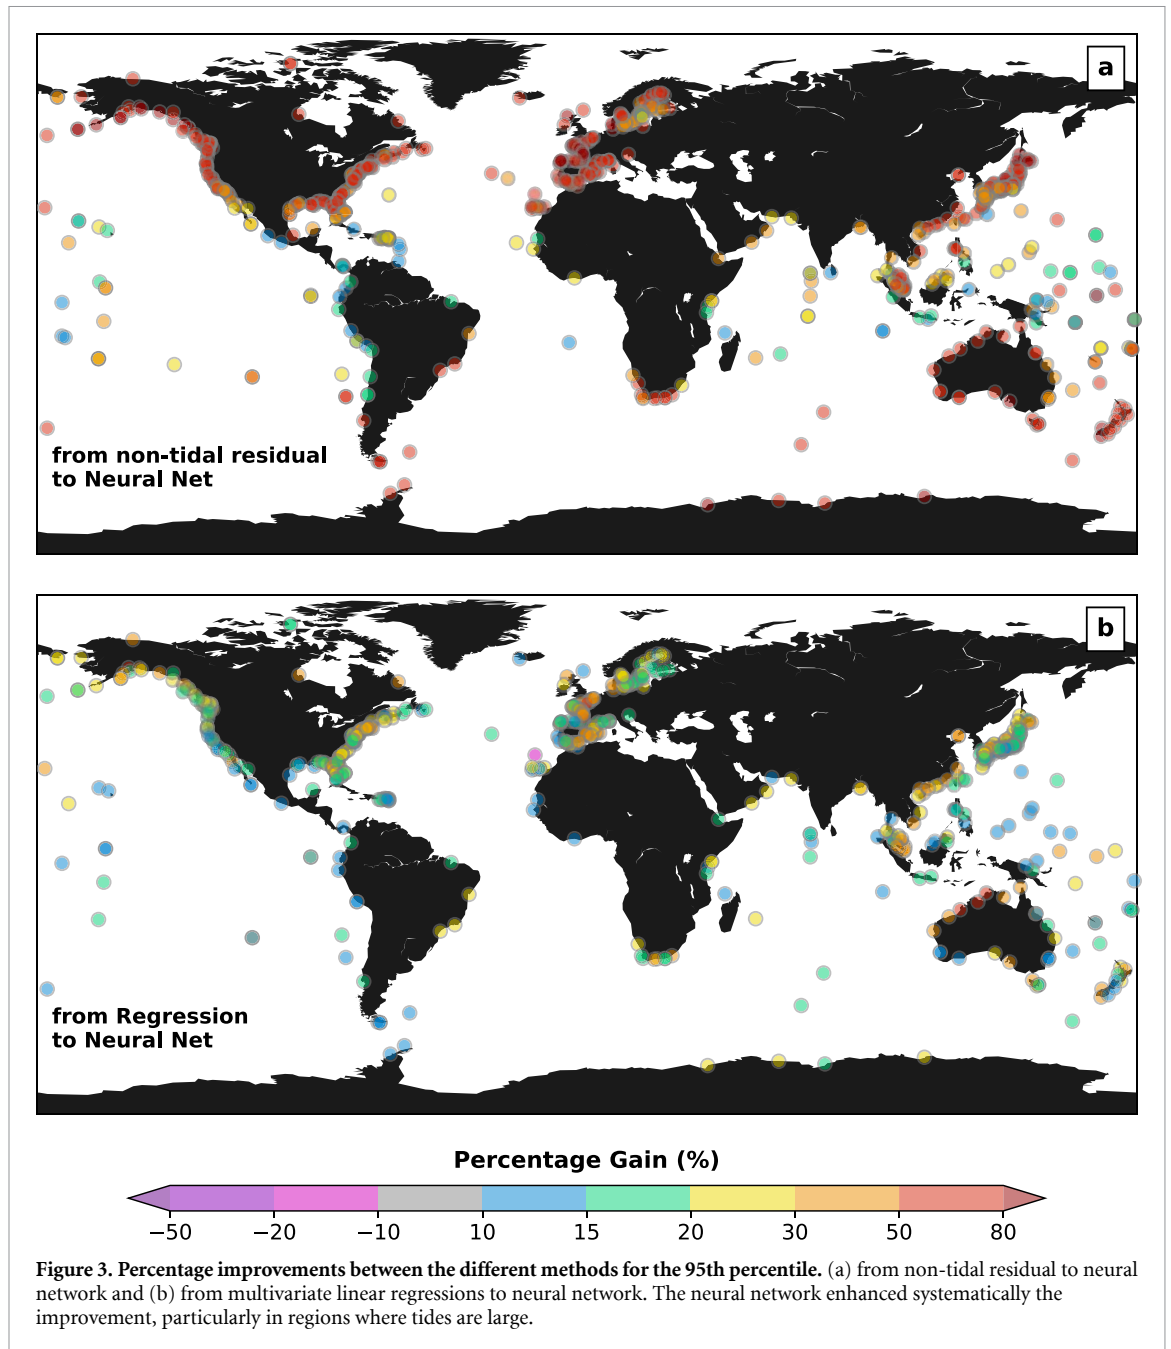 a
from non-tidal residual
to Neural Net
b
from Regression
to Neural Net
Percentage Gain (%)
−50 −20 −10 10 15 20 30 50 80
Figure 3. Percentage improvements between the different methods for the 95th percentile. (a) from non-tidal residual to neural
network and (b) from multivariate linear regressions to neural network. The neural network enhanced systematically the
improvement, particularly in regions where tides are large.